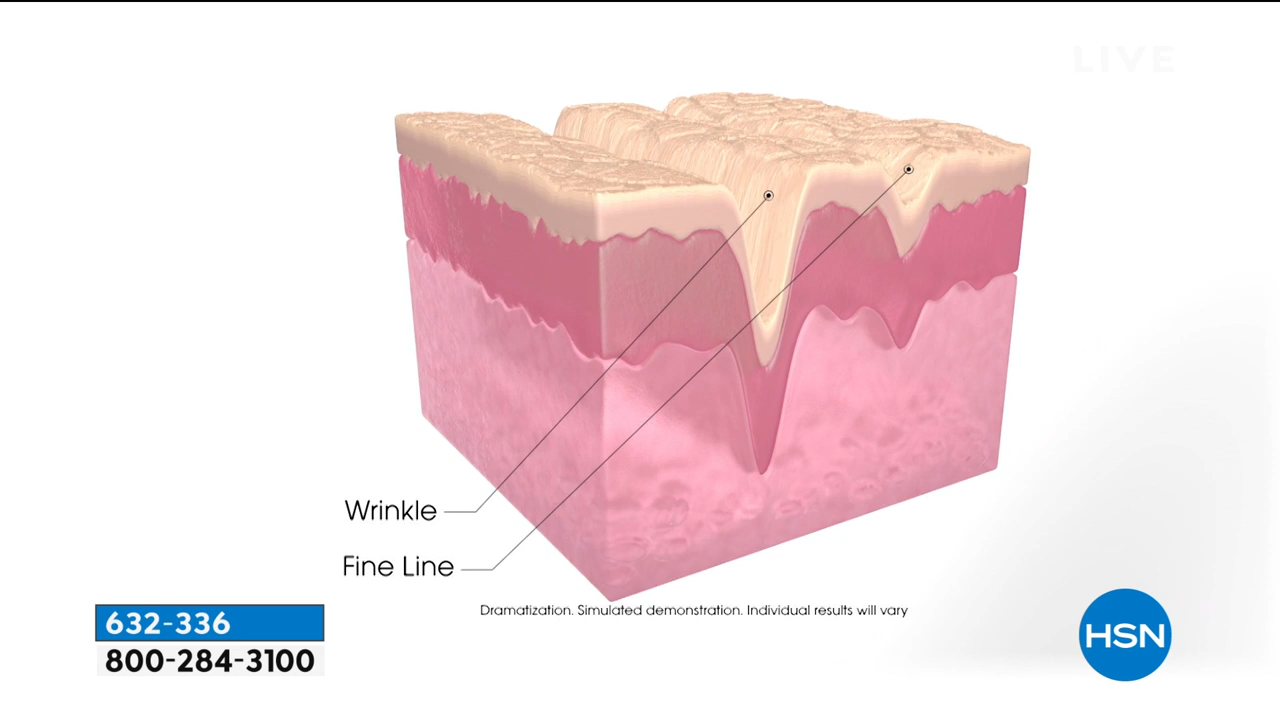 LIVE
Wrinkle
Fine Line
Dramatization. Simulated demonstration. Individual results will vary
632-336
800-284-3100
HSN